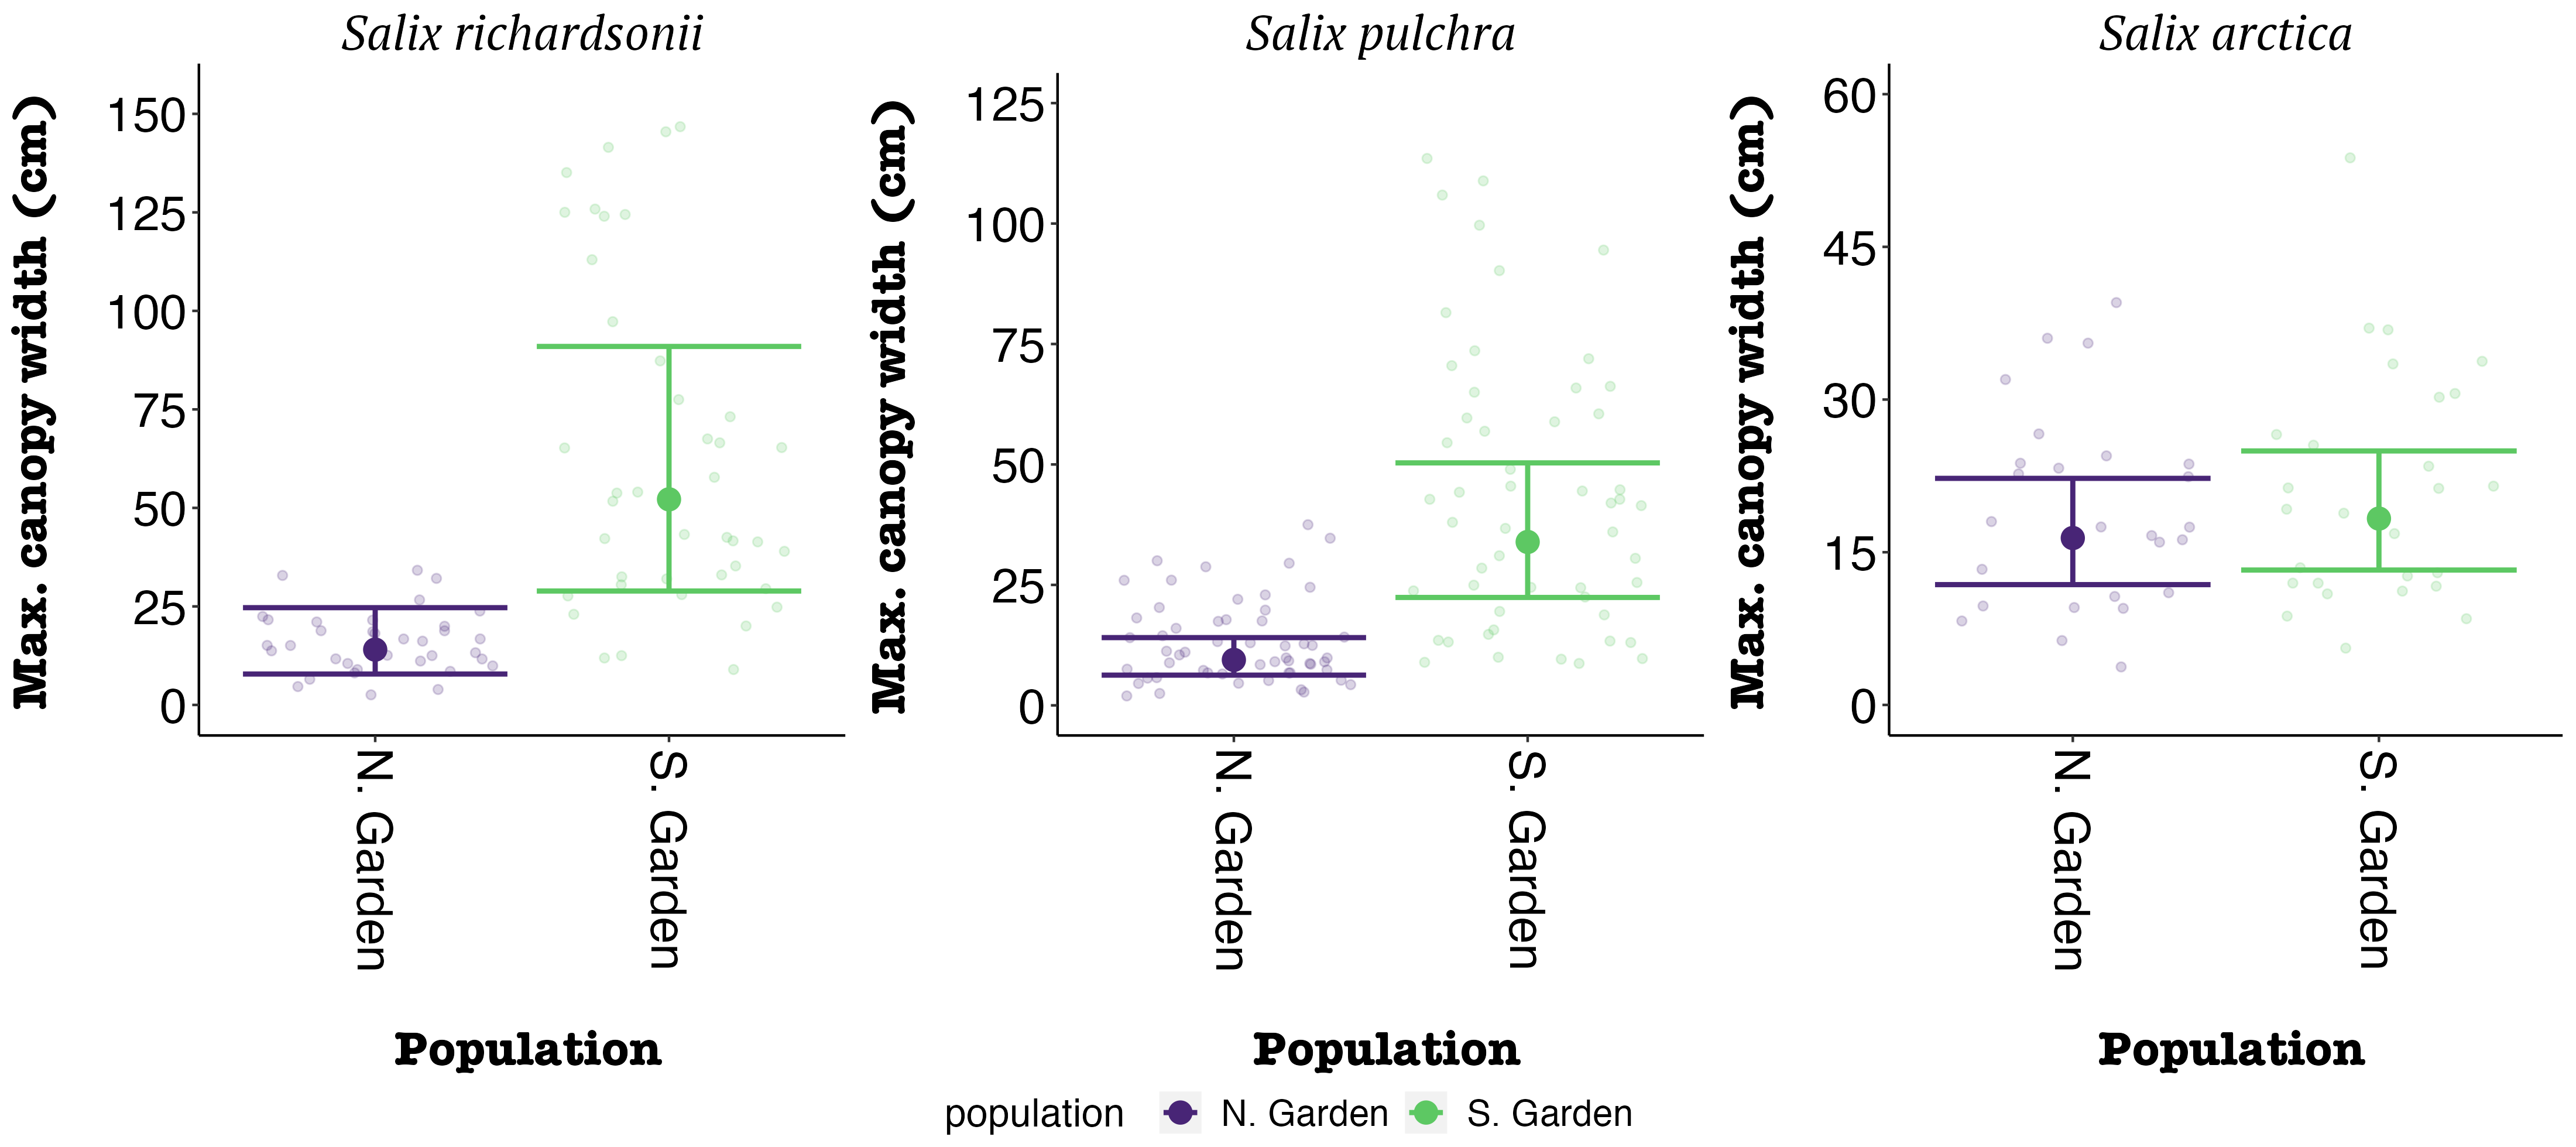 Salix richardsonii
Max. canopy width (cm)
150
125
100
75
50
25
0
N. Garden
S. Garden
Population
Salix pulchra
Max. canopy width (cm)
125
100
75
50
25
0
N. Garden
S. Garden
Population
Salix arctica
Max. canopy width (cm)
60
45
30
15
0
N. Garden
S. Garden
Population
population N. Garden S. Garden